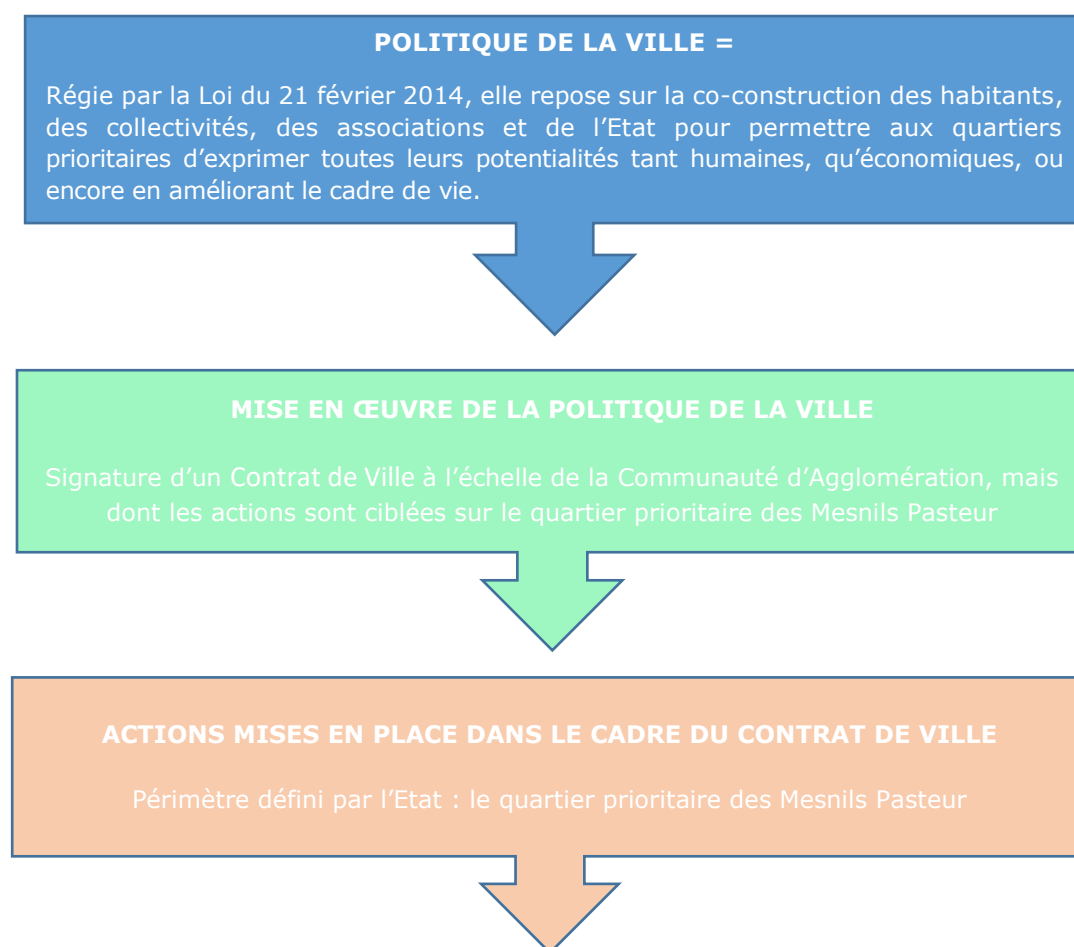 POLITIQUE DE LA VILLE =
Régie par la Loi du 21 février 2014, elle repose sur la co-construction des habitants,
des collectivités, des associations et de l’Etat pour permettre aux quartiers
prioritaires d’exprimer toutes leurs potentialités tant humaines, qu’économiques, ou
encore en améliorant le cadre de vie.
MISE EN ŒUVRE DE LA POLITIQUE DE LA VILLE
Signature d’un Contrat de Ville à l’échelle de la Communauté d’Agglomération, mais
dont les actions sont ciblées sur le quartier prioritaire des Mesnils Pasteur
ACTIONS MISES EN PLACE DANS LE CADRE DU CONTRAT DE VILLE
Périmètre défini par l’Etat : le quartier prioritaire des Mesnils Pasteur